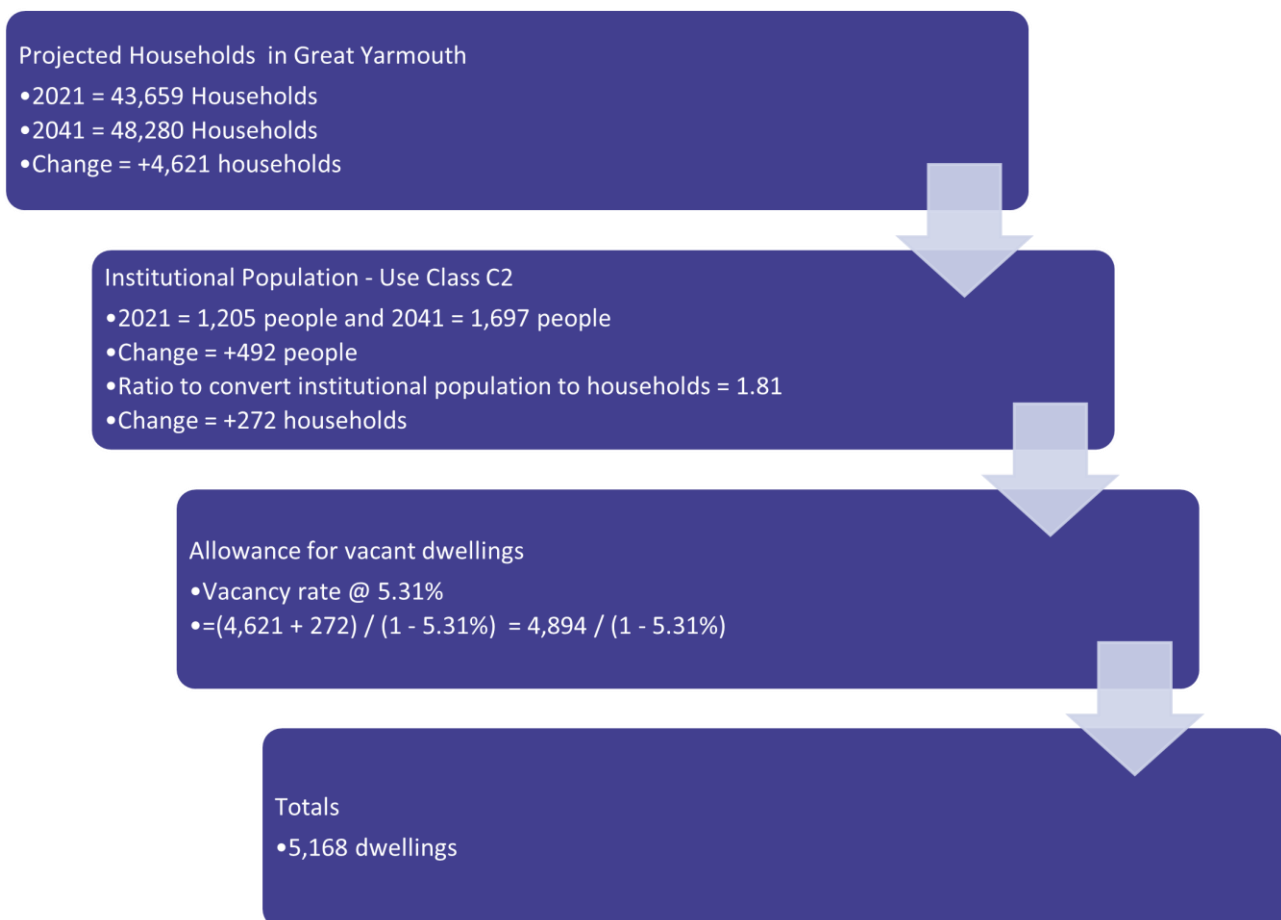 Projected Households in Great Yarmouth
•2021 = 43,659 Households
•2041 = 48,280 Households
•Change = +4,621 households
Institutional Population - Use Class C2
•2021 = 1,205 people and 2041 = 1,697 people
•Change = +492 people
•Ratio to convert institutional population to households = 1.81
•Change = +272 households
Allowance for vacant dwellings
•Vacancy rate @ 5.31%
•=(4,621 + 272) / (1 - 5.31%) = 4,894 / (1 - 5.31%)
Totals
•5,168 dwellings